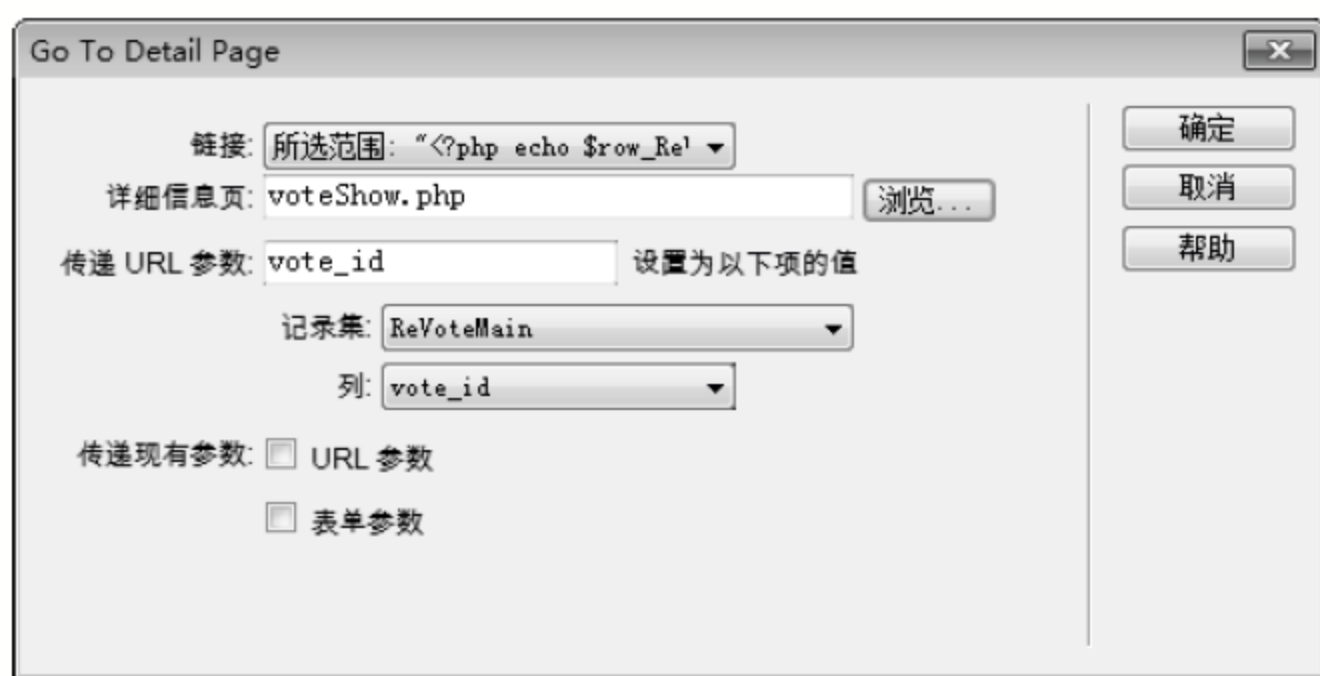 Go To Detail Page
链接: 所选范围: "<?php echo $row_Re
详细信息页: voteShow.php 浏览...
传递 URL 参数: vote_id 设置为以下项的值
记录集: ReVoteMain
列: vote_id
传递现有参数: URL 参数
表单参数
确定
取消
帮助